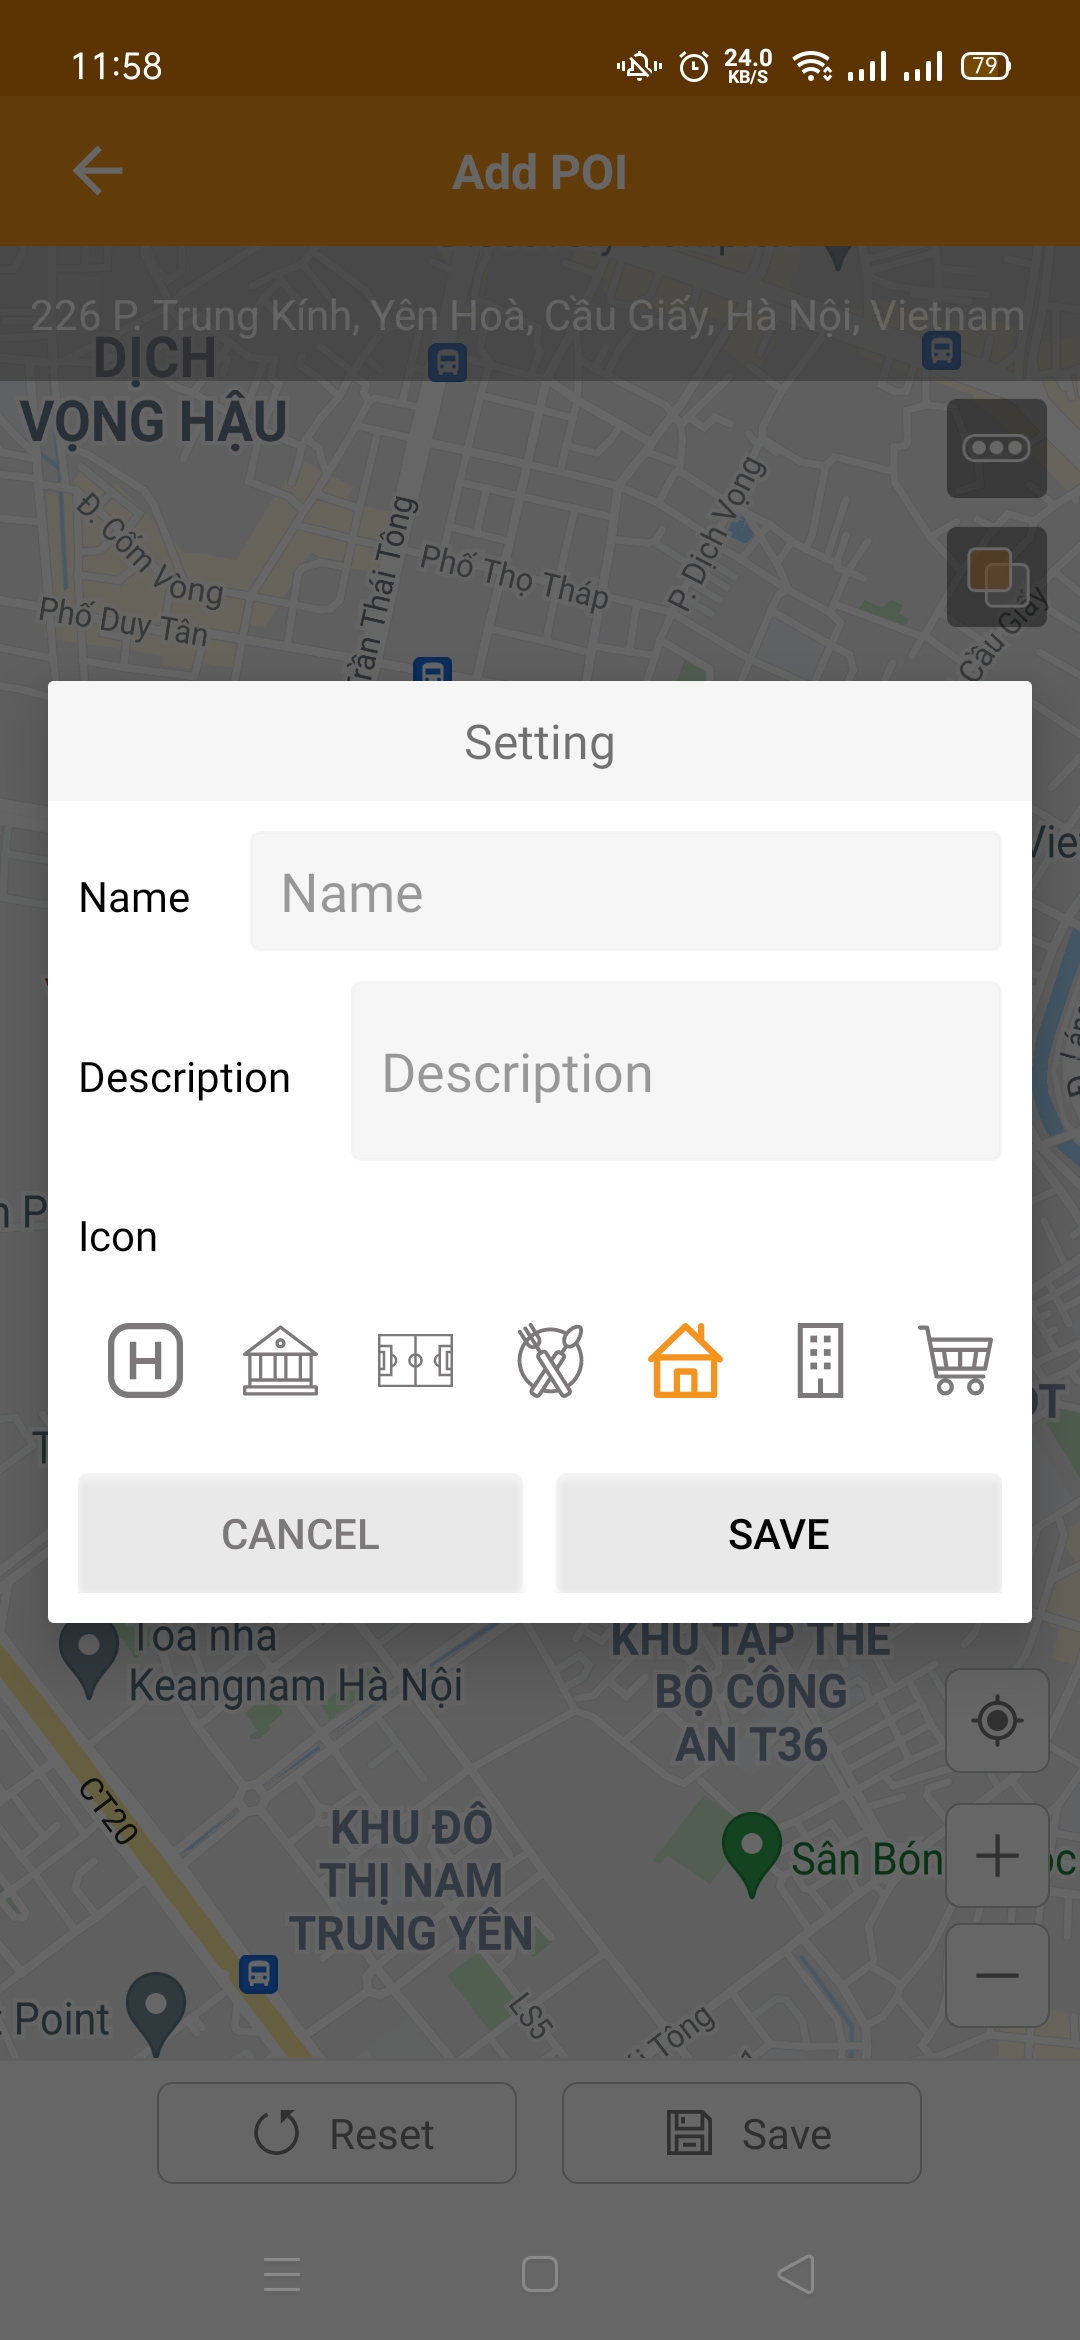 11:58
24.0
KB/S
79
Add POI
226 P. Trung Kính, Yên Hoà, Cầu Giấy, Hà Nội, Vietnam
DỊCH
VỌNG HẬU
Đ. Cốm Vòng
Phố Duy Tân
Trần Thái Tông
Phố Thọ Tháp
P. Dịch Vọng
Cầu Giấy
Setting
Name
Name
Description
Description
Icon
H
CANCEL
SAVE
Toà nhà
Keangnam Hà Nội
KHU TẬP THỂ
BỘ CÔNG
AN T36
CT20
KHU ĐÔ
THỊ NAM
TRUNG YÊN
Sân Bón
Point
LS5
i Tông
Reset
Save